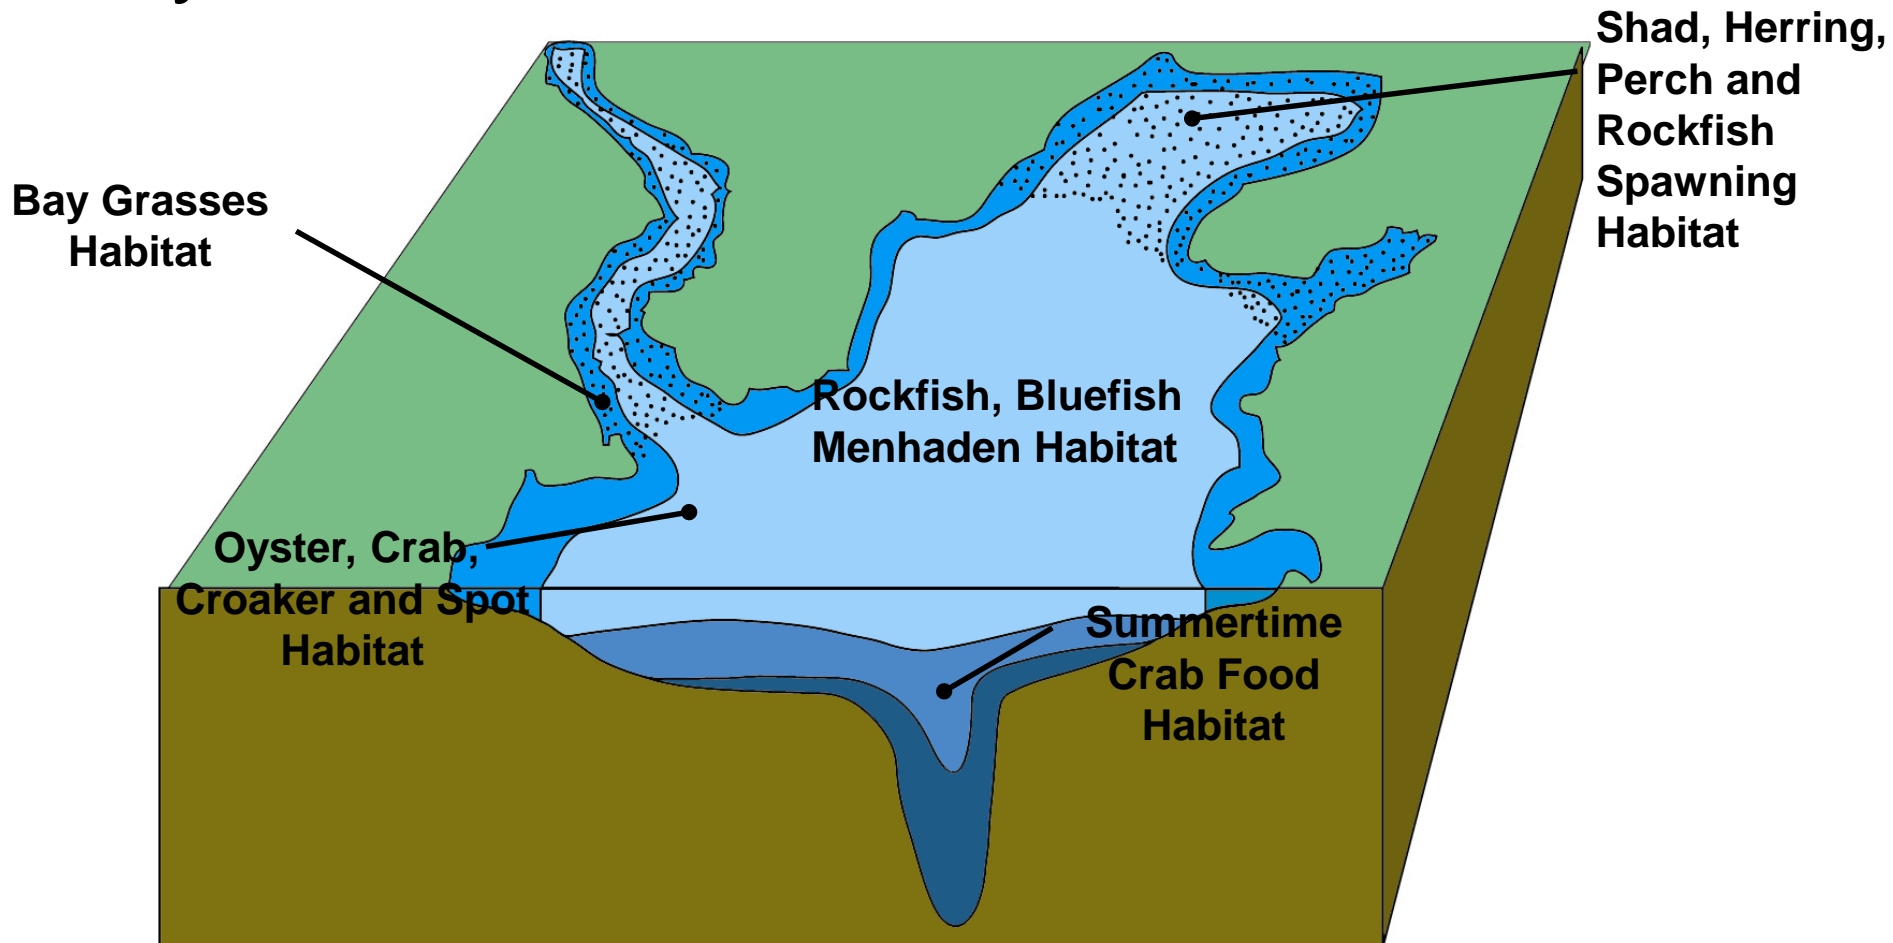 Shad, Herring,
Perch and
Rockfish
Spawning
Habitat
Bay Grasses
Habitat
Rockfish, Bluefish
Menhaden Habitat
Oyster, Crab,
Croaker and Spot
Habitat
Summertime
Crab Food
Habitat